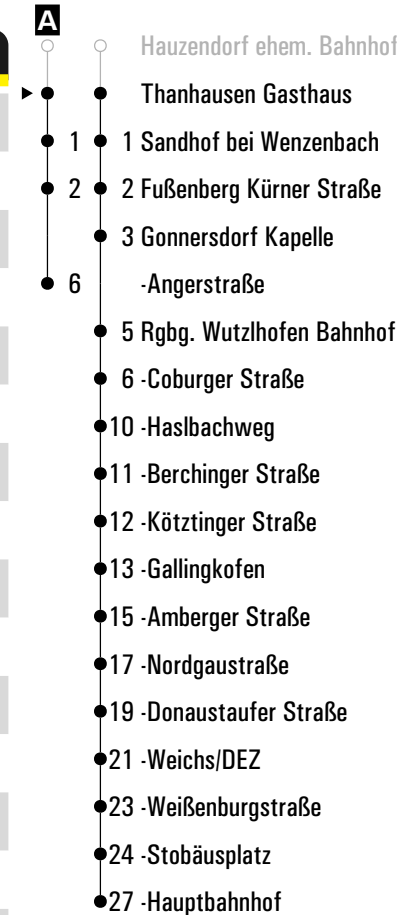 A
Hauzendorf ehem. Bahnhof
Thanhausen Gasthaus
1 1 Sandhof bei Wenzenbach
2 2 Fußenberg Kürner Straße
3 Gonnersdorf Kapelle
6 -Angerstraße
5 Rgbg. Wutzlhofen Bahnhof
6 -Coburger Straße
10 -Haslbachweg
11 -Berchinger Straße
12 -Kötztinger Straße
13 -Gallingkofen
15 -Amberger Straße
17 -Nordgaustraße
19 -Donaustaufer Straße
21 -Weichs/DEZ
23 -Weißenburgstraße
24 -Stobäusplatz
27 -Hauptbahnhof